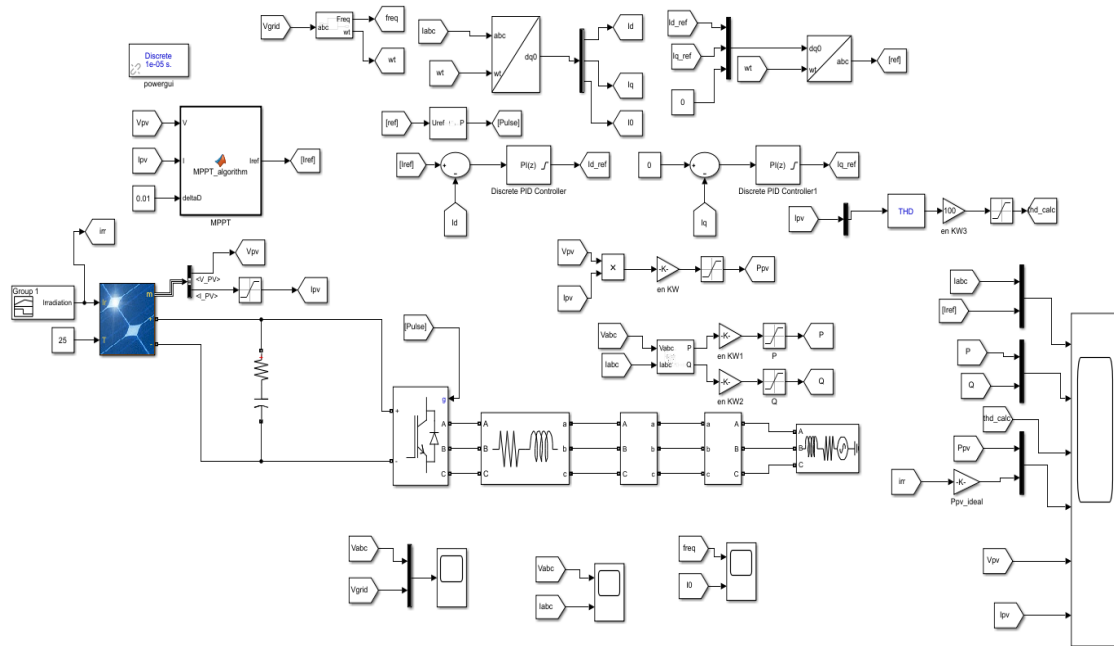 Vgrid
abc
Freq
wt
freq
wt
Iabc
wt
abc
wt
dq0
Id
Iq
I0
Id_ref
Iq_ref
0
wt
dq0
wt
abc
[ref]
Discrete
1e-05 s.
powergui
Vpv
Ipv
0.01
V
I
deltaD
MPPT_algorithm
Iref
MPPT
[Iref]
[ref]
Uref
P
[Pulse]
[Iref]
+
−
PI(z)
Id_ref
Discrete PID Controller
Id
0
+
−
PI(z)
Iq_ref
Discrete PID Controller1
Iq
Ipv
THD
100
en KW3
thd_calc
irr
Group 1
Irradiation
25
T
m
+
-
<V_PV>
<I_PV>
Vpv
Ipv
Vpv
Ipv
×
-K-
en KW
Ppv
Vabc
Iabc
Vabc
Iabc
P
Q
-K-
en KW1
P
P
-K-
en KW2
Q
Q
[Pulse]
g
+
-
A
B
C
A
B
C
a
b
c
A
B
C
a
b
c
a
b
c
A
B
C
A
B
C
Iabc
[Iref]
P
Q
thd_calc
Ppv
irr
-K-
Ppv_ideal
Vpv
Ipv
Vabc
Vgrid
Vabc
Iabc
freq
I0